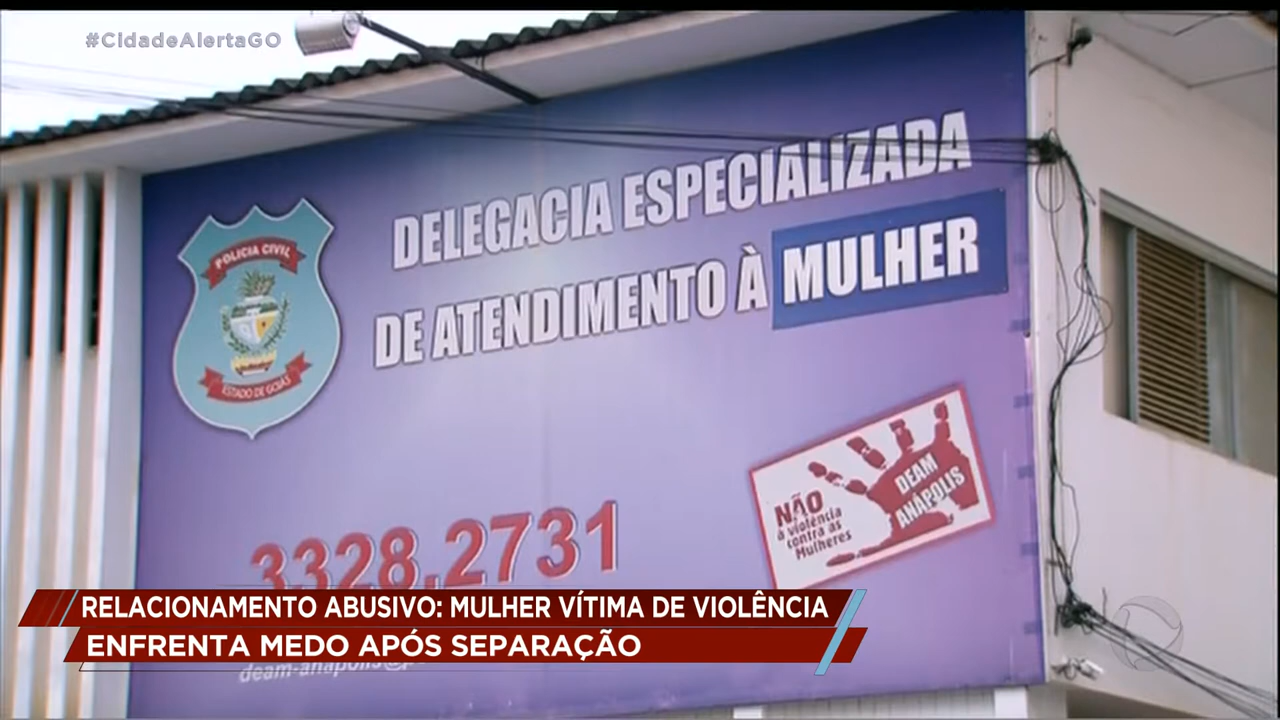 #CidadeAlertaGO
DELEGACIA ESPECIALIZADA
DE ATENDIMENTO À MULHER
POLÍCIA CIVIL
ESTADO DE GOIÁS
NÃO
à violência
contra as
Mulheres
DEAM
ANÁPOLIS
3328.2731
RELACIONAMENTO ABUSIVO: MULHER VÍTIMA DE VIOLÊNCIA
ENFRENTA MEDO APÓS SEPARAÇÃO